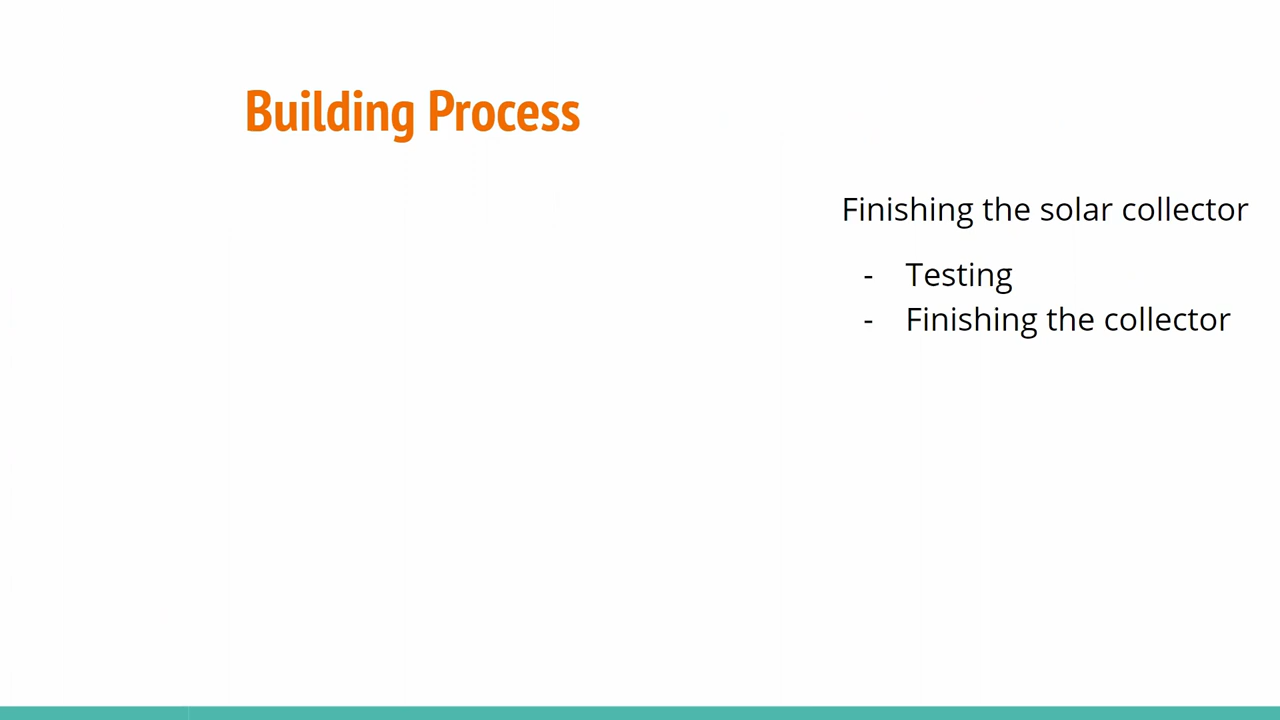 Building Process
Finishing the solar collector
- Testing
- Finishing the collector